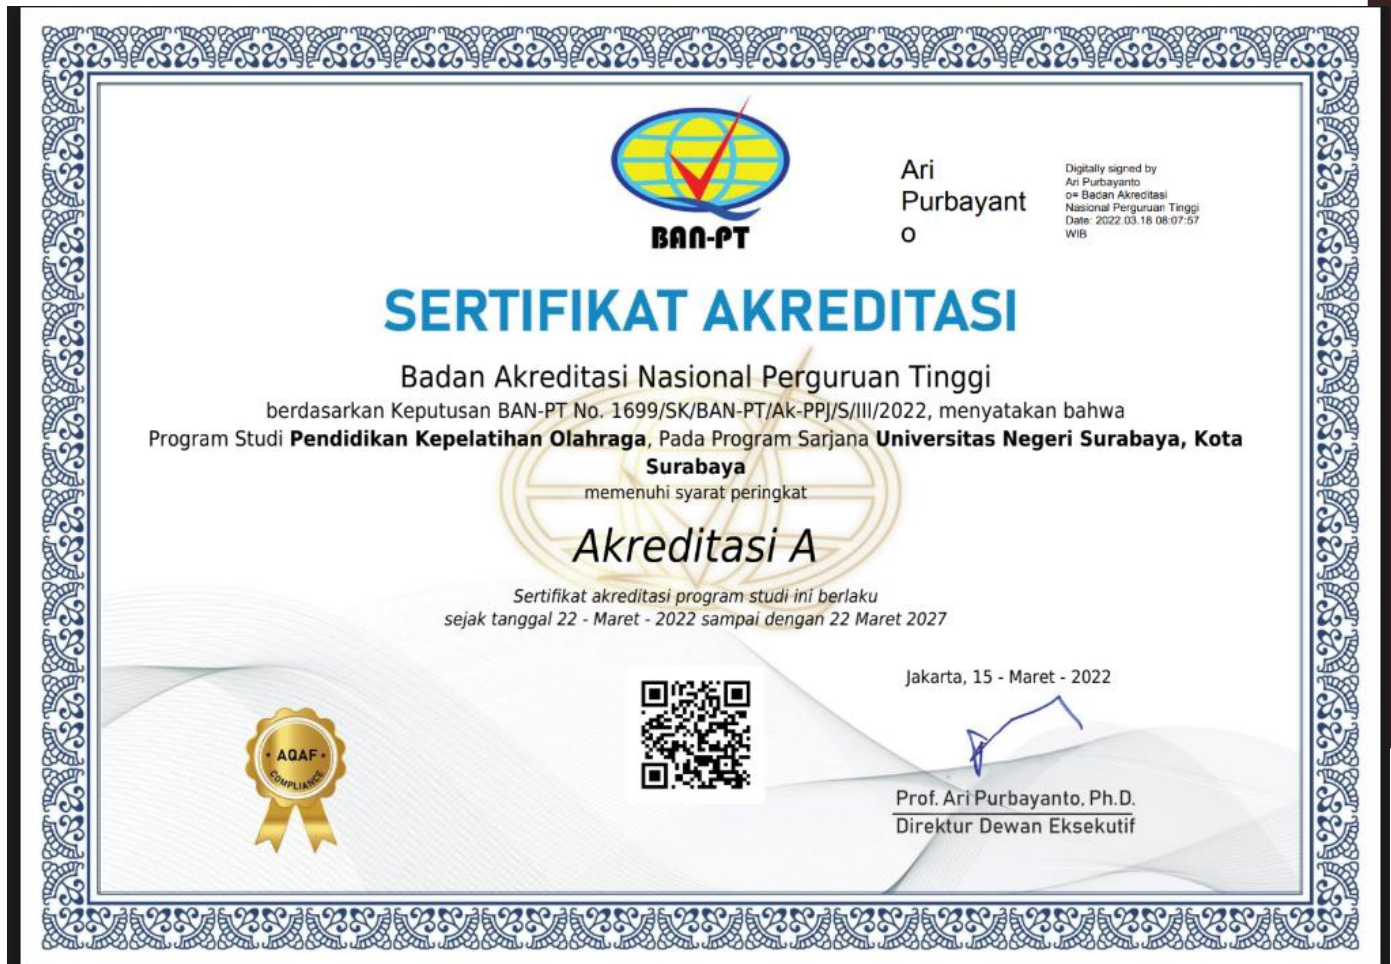 BAN-PT
Ari
Purbayant
o
Digitally signed by
Ari Purbayanto
o= Badan Akreditasi
Nasional Perguruan Tinggi
Date: 2022.03.18 08:07:57
WIB
SERTIFIKAT AKREDITASI
Badan Akreditasi Nasional Perguruan Tinggi
berdasarkan Keputusan BAN-PT No. 1699/SK/BAN-PT/Ak-PPJ/S/III/2022, menyatakan bahwa
Program Studi Pendidikan Kepelatihan Olahraga, Pada Program Sarjana Universitas Negeri Surabaya, Kota
Surabaya
memenuhi syarat peringkat
Akreditasi A
Sertifikat akreditasi program studi ini berlaku
sejak tanggal 22 - Maret - 2022 sampai dengan 22 Maret 2027
Jakarta, 15 - Maret - 2022
AQAF
COMPLIANCE
Prof. Ari Purbayanto, Ph.D.
Direktur Dewan Eksekutif